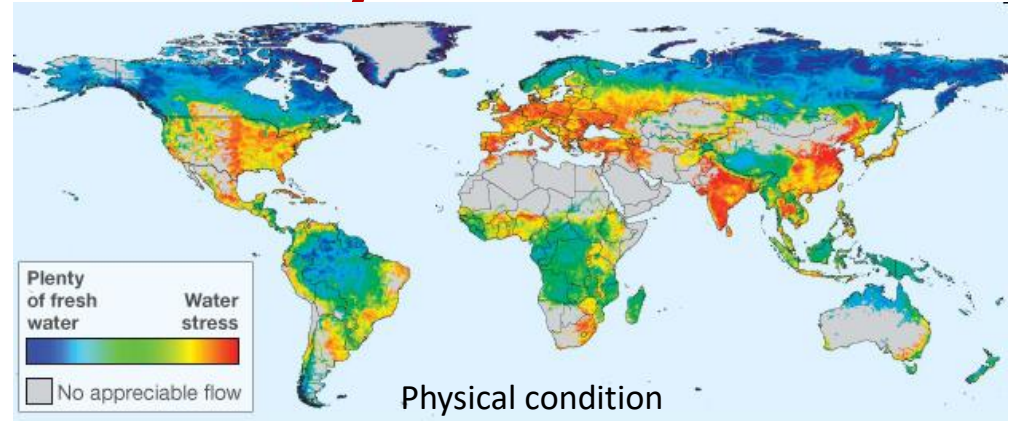 Plenty
of fresh
water
Water
stress
No appreciable flow
Physical condition